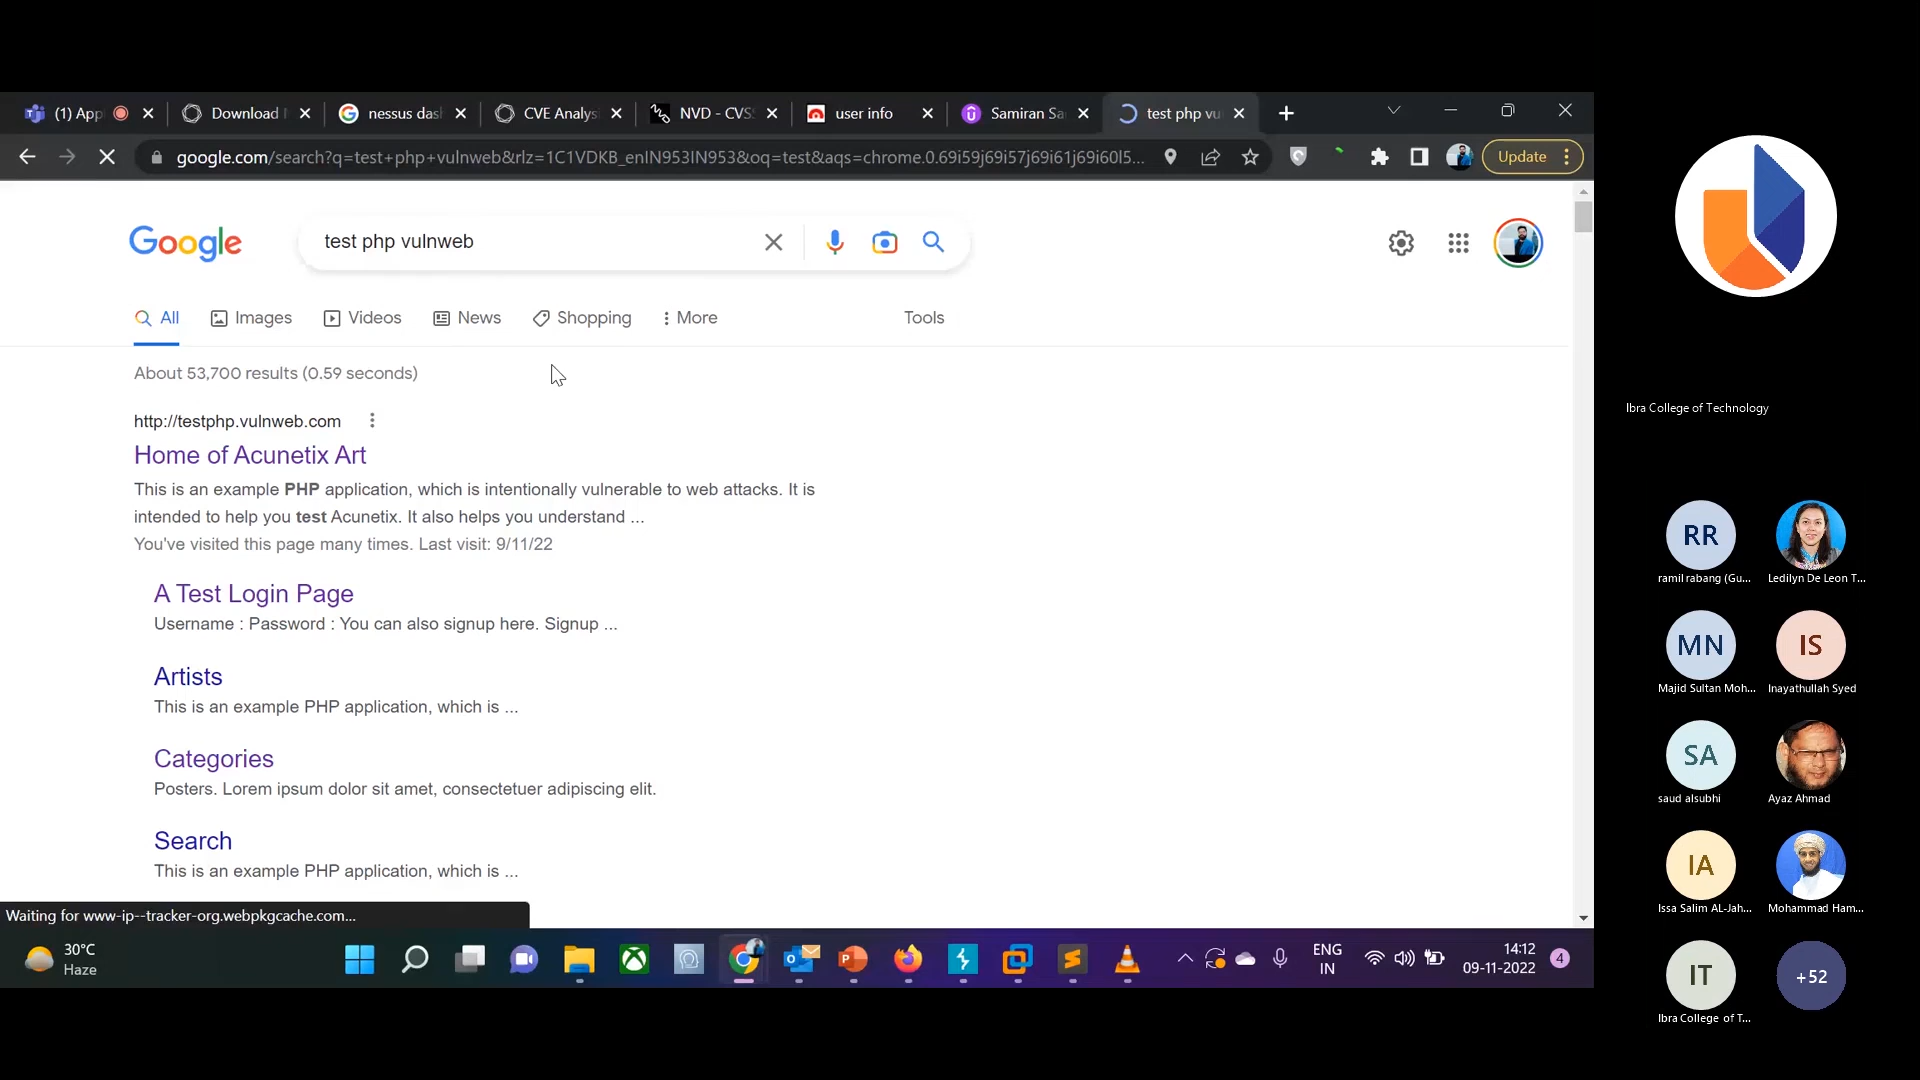 (1) App
Download
nessus das
CVE Analys
NVD - CVS
user info
Samiran Sa
test php vu
google.com/search?q=test+php+vulnweb&rlz=1C1VDKB_enIN953IN953&oq=test&aqs=chrome.0.69i59j69i57j69i61j69i60l5...
Update
Google
test php vulnweb
All
Images
Videos
News
Shopping
More
Tools
About 53,700 results (0.59 seconds)
http://testphp.vulnweb.com
Home of Acunetix Art
This is an example PHP application, which is intentionally vulnerable to web attacks. It is
intended to help you test Acunetix. It also helps you understand ...
You've visited this page many times. Last visit: 9/11/22
A Test Login Page
Username : Password : You can also signup here. Signup ...
Artists
This is an example PHP application, which is ...
Categories
Posters. Lorem ipsum dolor sit amet, consectetuer adipiscing elit.
Search
This is an example PHP application, which is ...
Waiting for www-ip--tracker-org.webpkgcache.com...
30°C
Haze
ENG
IN
14:12
09-11-2022
4
Ibra College of Technology
RR
ramil rabang (Gu...
Ledilyn De Leon T...
MN
Majid Sultan Moh...
IS
Inayathullah Syed
SA
saud alsubhi
Ayaz Ahmad
IA
Issa Salim AL-Jah...
Mohammad Ham...
IT
Ibra College of T...
+52